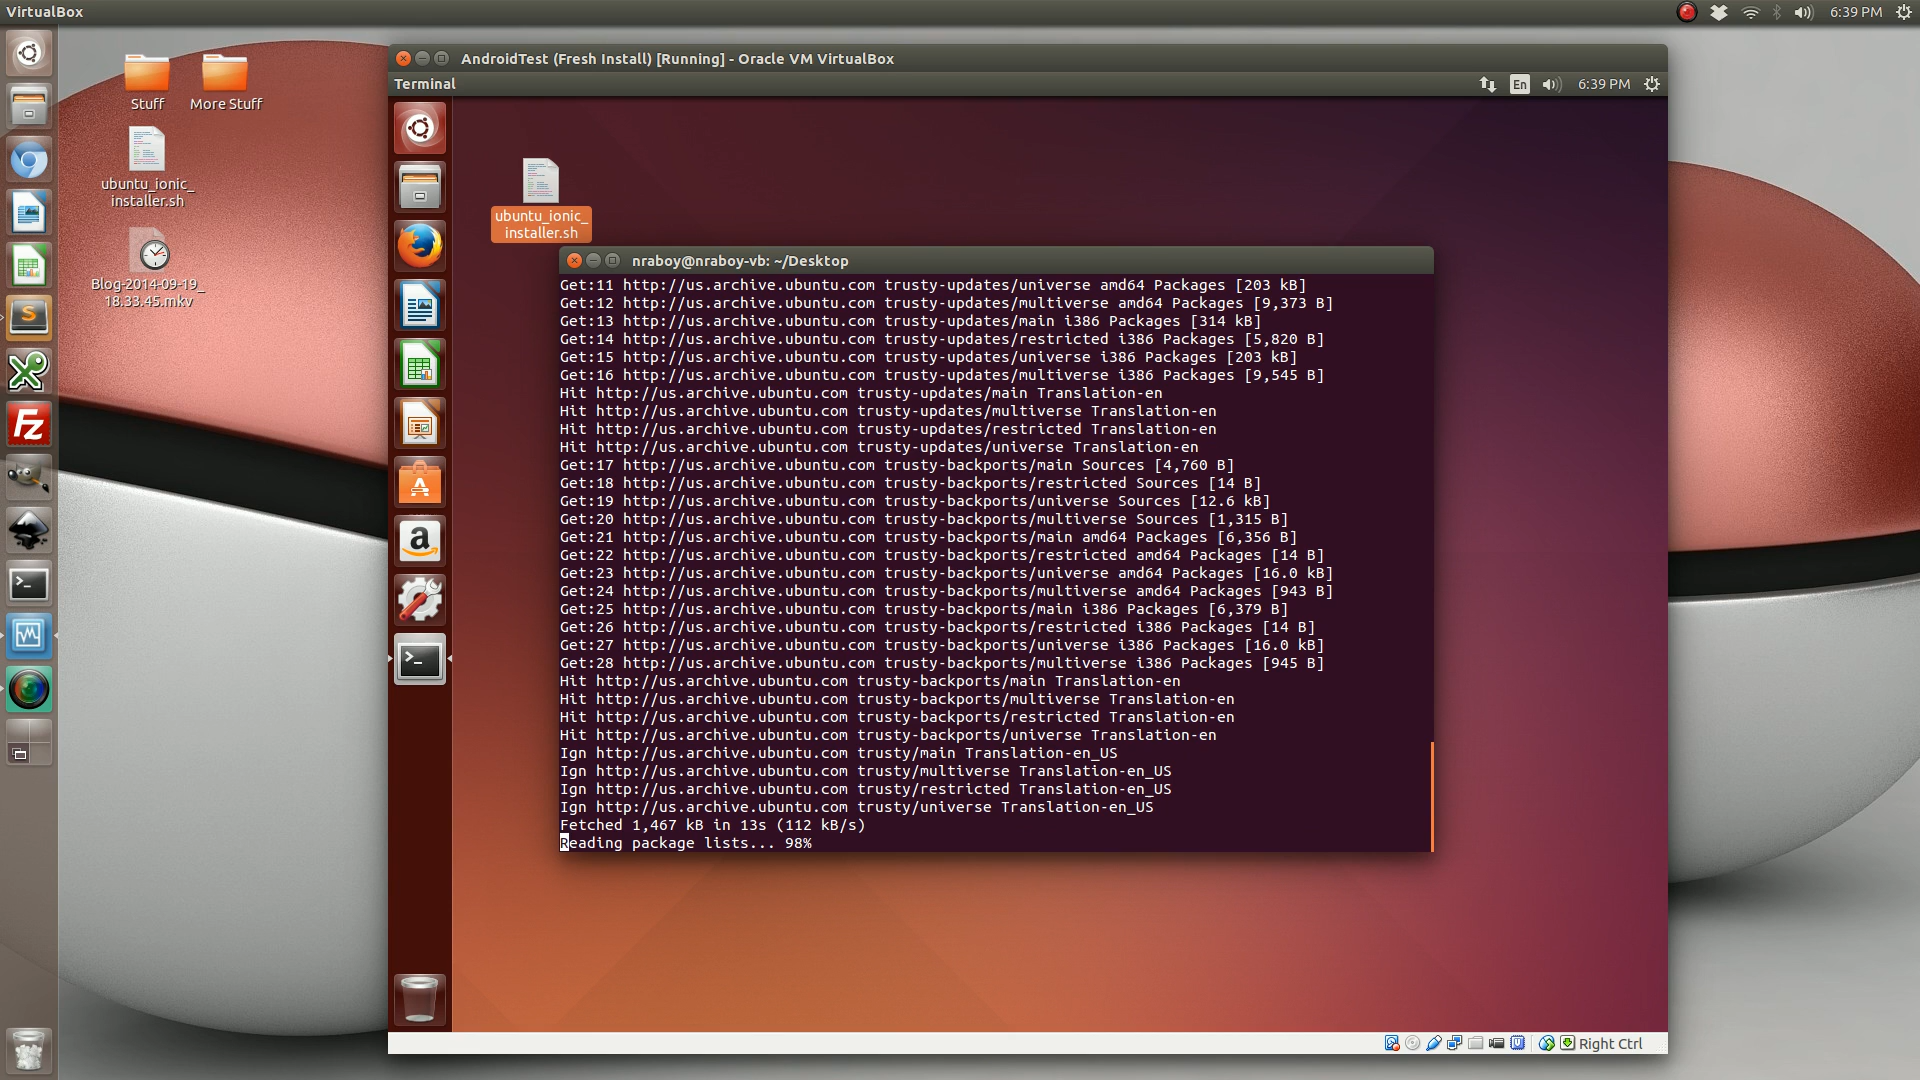 VirtualBox
6:39 PM
Stuff
More Stuff
ubuntu_ionic_
installer.sh
Blog-2014-09-19_
18.33.45.mkv
AndroidTest (Fresh Install) [Running] - Oracle VM VirtualBox
Terminal
En
6:39 PM
ubuntu_ionic_
installer.sh
nraboy@nraboy-vb: ~/Desktop
Get:11 http://us.archive.ubuntu.com trusty-updates/universe amd64 Packages [203 kB]
Get:12 http://us.archive.ubuntu.com trusty-updates/multiverse amd64 Packages [9,373 B]
Get:13 http://us.archive.ubuntu.com trusty-updates/main i386 Packages [314 kB]
Get:14 http://us.archive.ubuntu.com trusty-updates/restricted i386 Packages [5,820 B]
Get:15 http://us.archive.ubuntu.com trusty-updates/universe i386 Packages [203 kB]
Get:16 http://us.archive.ubuntu.com trusty-updates/multiverse i386 Packages [9,545 B]
Hit http://us.archive.ubuntu.com trusty-updates/main Translation-en
Hit http://us.archive.ubuntu.com trusty-updates/multiverse Translation-en
Hit http://us.archive.ubuntu.com trusty-updates/restricted Translation-en
Hit http://us.archive.ubuntu.com trusty-updates/universe Translation-en
Get:17 http://us.archive.ubuntu.com trusty-backports/main Sources [4,760 B]
Get:18 http://us.archive.ubuntu.com trusty-backports/restricted Sources [14 B]
Get:19 http://us.archive.ubuntu.com trusty-backports/universe Sources [12.6 kB]
Get:20 http://us.archive.ubuntu.com trusty-backports/multiverse Sources [1,315 B]
Get:21 http://us.archive.ubuntu.com trusty-backports/main amd64 Packages [6,356 B]
Get:22 http://us.archive.ubuntu.com trusty-backports/restricted amd64 Packages [14 B]
Get:23 http://us.archive.ubuntu.com trusty-backports/universe amd64 Packages [16.0 kB]
Get:24 http://us.archive.ubuntu.com trusty-backports/multiverse amd64 Packages [943 B]
Get:25 http://us.archive.ubuntu.com trusty-backports/main i386 Packages [6,379 B]
Get:26 http://us.archive.ubuntu.com trusty-backports/restricted i386 Packages [14 B]
Get:27 http://us.archive.ubuntu.com trusty-backports/universe i386 Packages [16.0 kB]
Get:28 http://us.archive.ubuntu.com trusty-backports/multiverse i386 Packages [945 B]
Hit http://us.archive.ubuntu.com trusty-backports/main Translation-en
Hit http://us.archive.ubuntu.com trusty-backports/multiverse Translation-en
Hit http://us.archive.ubuntu.com trusty-backports/restricted Translation-en
Hit http://us.archive.ubuntu.com trusty-backports/universe Translation-en
Ign http://us.archive.ubuntu.com trusty/main Translation-en_US
Ign http://us.archive.ubuntu.com trusty/multiverse Translation-en_US
Ign http://us.archive.ubuntu.com trusty/restricted Translation-en_US
Ign http://us.archive.ubuntu.com trusty/universe Translation-en_US
Fetched 1,467 kB in 13s (112 kB/s)
Reading package lists... 98%
Right Ctrl